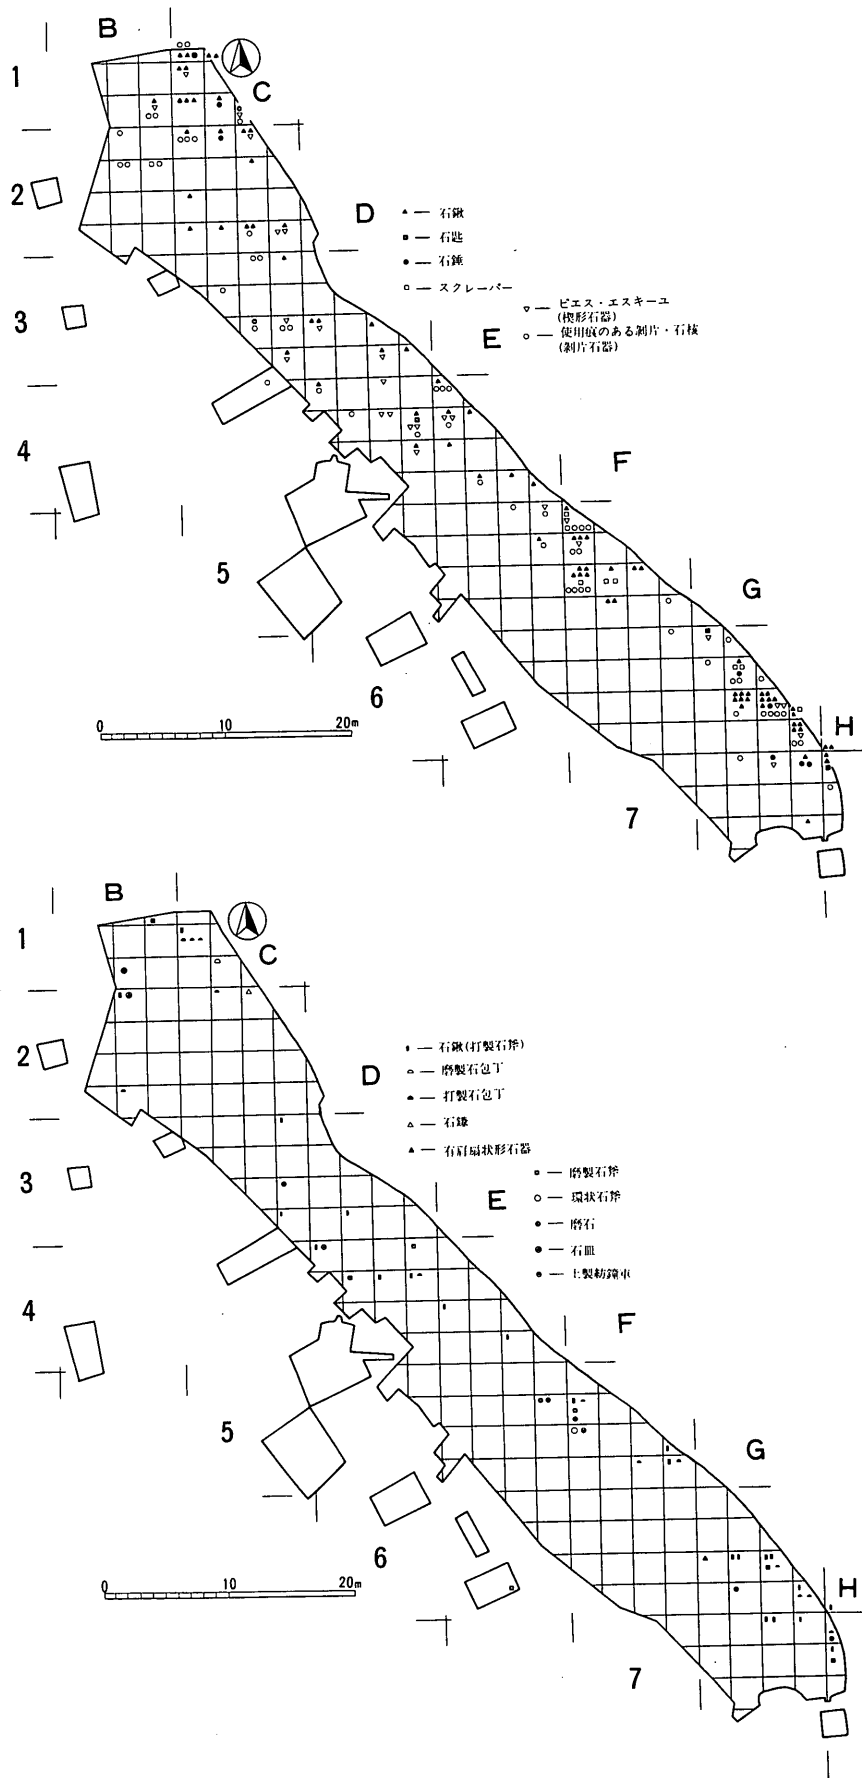 B
1
C
2
D
▲ — 石鏃
■ — 石匙
● — 石錘
□ — スクレーパー
3
E
▽ — ピエス・エスキーユ
(楔形石器)
○ — 使用痕のある剝片・石核
(剝片石器)
4
F
5
G
6
0 10 20m
H
7
B
1
C
2
D
石鍬(打製石斧)
磨製石包丁
打製石包丁
△ — 石鎌
▲ — 有肩扇状形石器
3
E
磨製石斧
○ — 環状石斧
磨石
石皿
土製紡錘車
4
F
5
G
6
0 10 20m
H
7